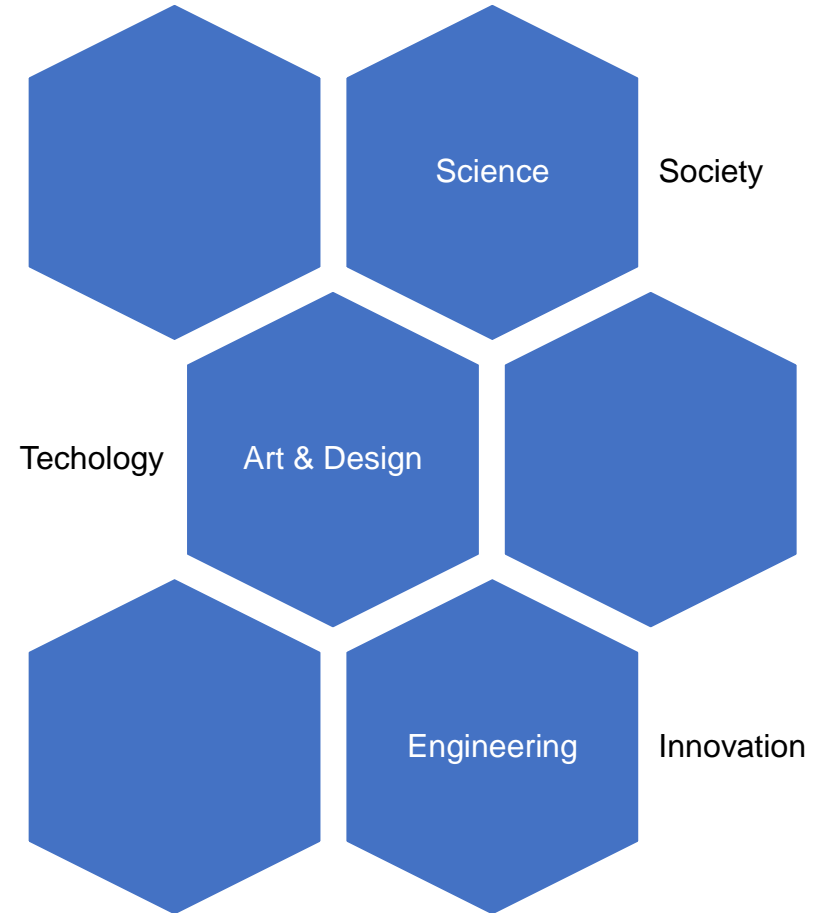 Science
Society
Techology
Art & Design
Engineering
Innovation